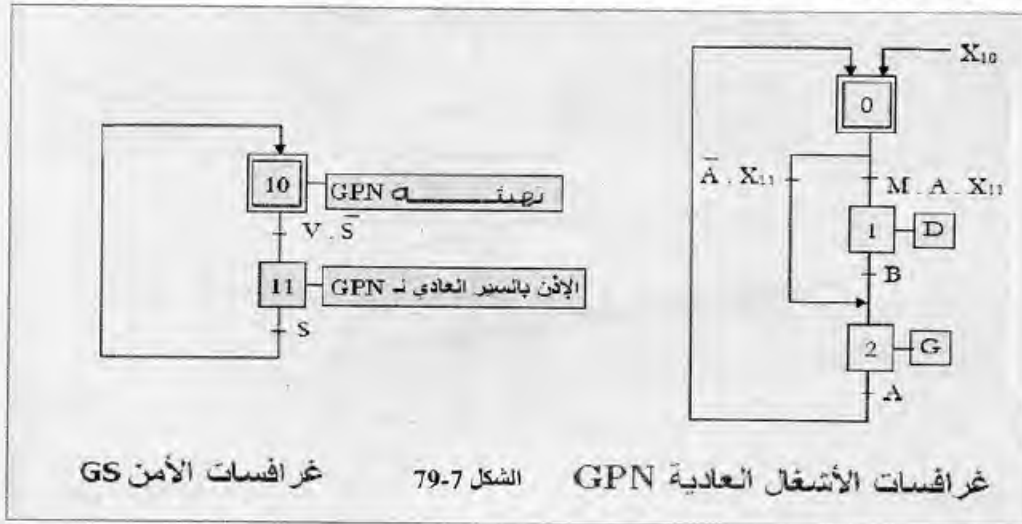 X10
0
Ā . X11
M . A . X11
1
D
B
2
G
A
10
تهيئـــــة GPN
V . S̄
11
الإذن بالسير العادي لـ GPN
S
غرافسات الأشغال العادية GPN
الشكل 7-79
غرافسات الأمن GS